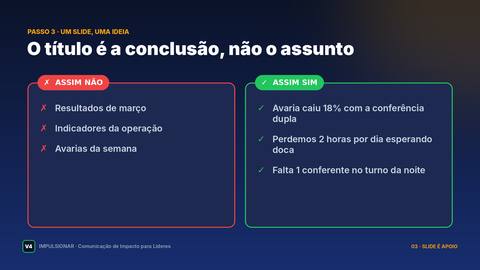 PASSO 3 · UM SLIDE, UMA IDEIA
O título é a conclusão, não o assunto
✗ ASSIM NÃO
✗ Resultados de março
✗ Indicadores da operação
✗ Avarias da semana
✓ ASSIM SIM
✓ Avaria caiu 18% com a conferência
dupla
✓ Perdemos 2 horas por dia esperando
doca
✓ Falta 1 conferente no turno da noite
V4 IMPULSIONAR · Comunicação de Impacto para Líderes
03 · SLIDE É APOIO